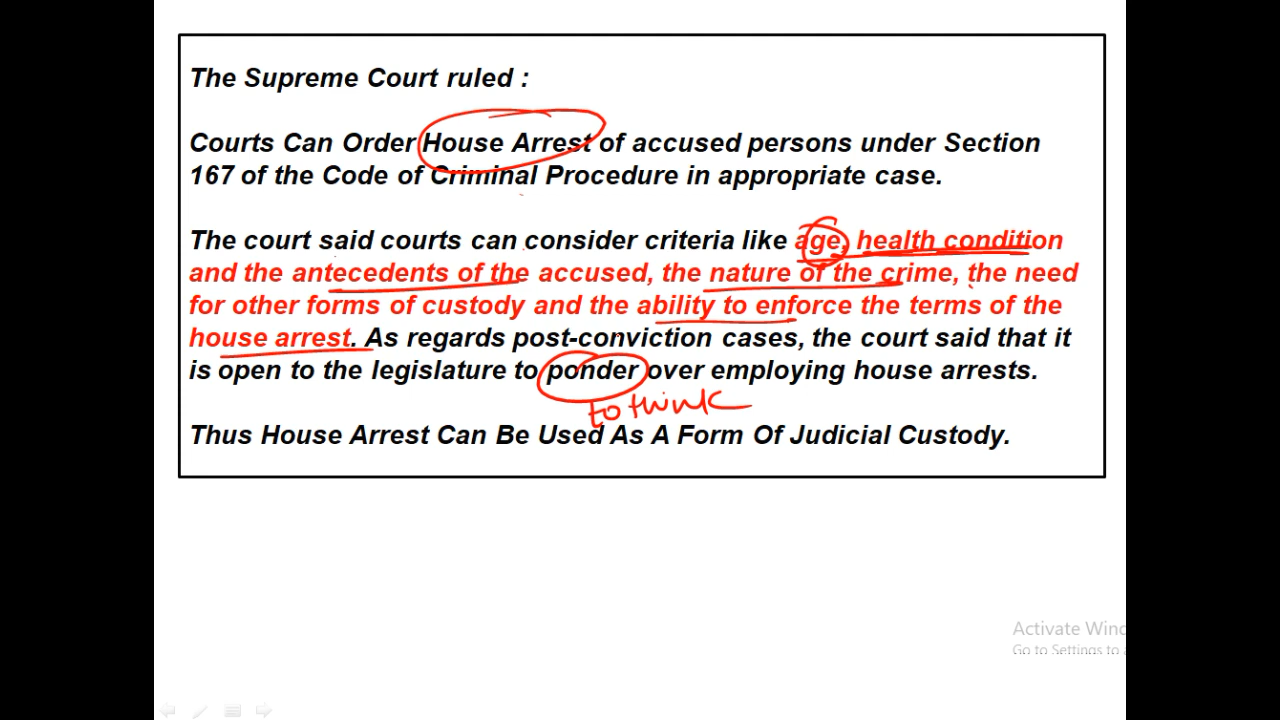 The Supreme Court ruled :
Courts Can Order House Arrest of accused persons under Section
167 of the Code of Criminal Procedure in appropriate case.
The court said courts can consider criteria like age, health condition
and the antecedents of the accused, the nature of the crime, the need
for other forms of custody and the ability to enforce the terms of the
house arrest. As regards post-conviction cases, the court said that it
is open to the legislature to ponder over employing house arrests.
to think
Thus House Arrest Can Be Used As A Form Of Judicial Custody.
Activate Wind
Go to Settings to